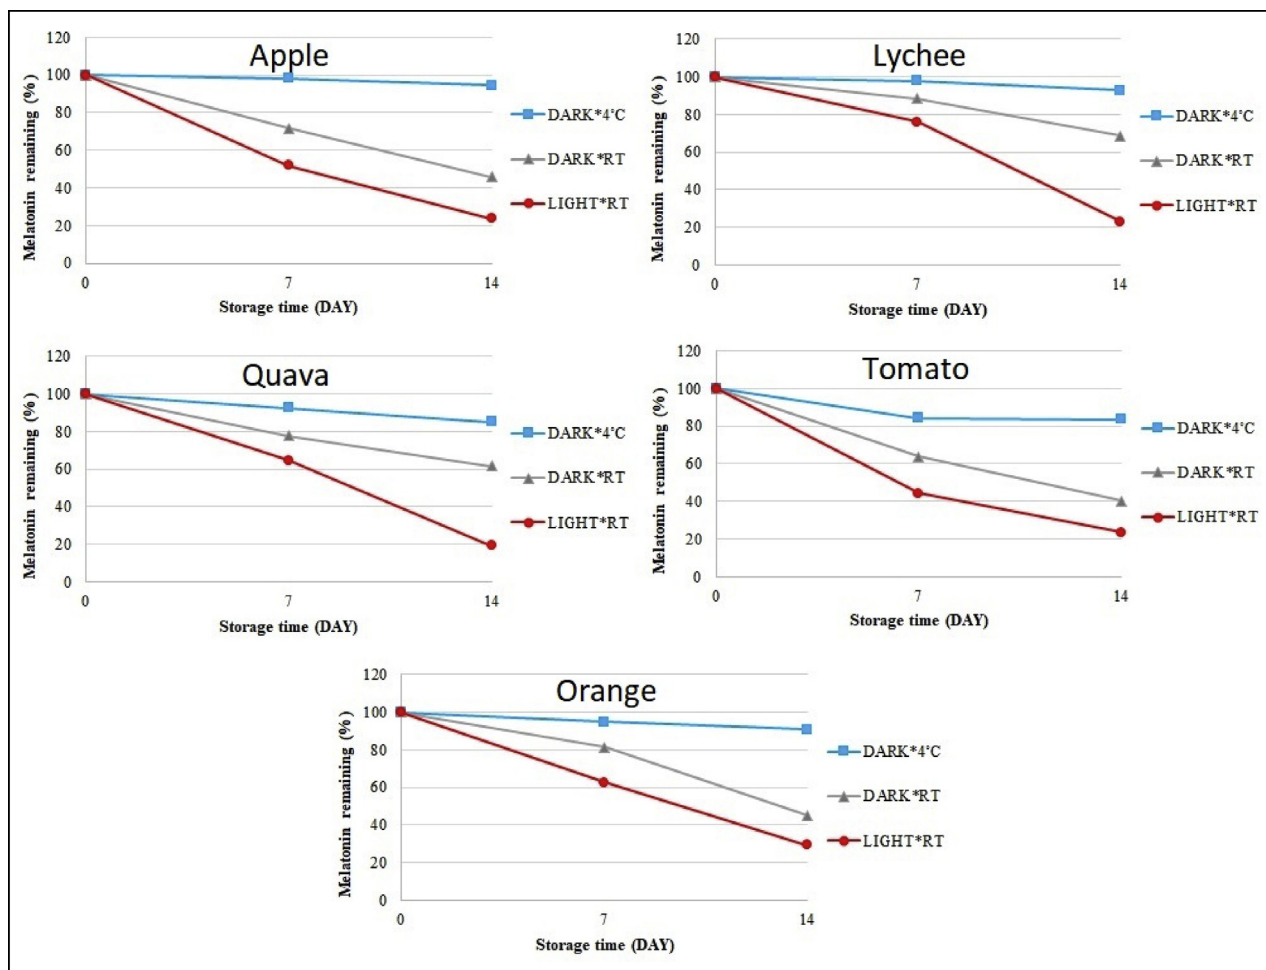 Apple
120
100
80
60
40
20
0
Melatonin remaining (%)
0 7 14
Storage time (DAY)
DARK*4°C
DARK*RT
LIGHT*RT
Lychee
120
100
80
60
40
20
0
Melatonin remaining (%)
0 7 14
Storage time (DAY)
DARK*4°C
DARK*RT
LIGHT*RT
Quava
120
100
80
60
40
20
0
Melatonin remaining (%)
0 7 14
Storage time (DAY)
DARK*4°C
DARK*RT
LIGHT*RT
Tomato
120
100
80
60
40
20
0
Melatonin remaining (%)
0 7 14
Storage time (DAY)
DARK*4°C
DARK*RT
LIGHT*RT
Orange
120
100
80
60
40
20
0
Melatonin remaining (%)
0 7 14
Storage time (DAY)
DARK*4°C
DARK*RT
LIGHT*RT